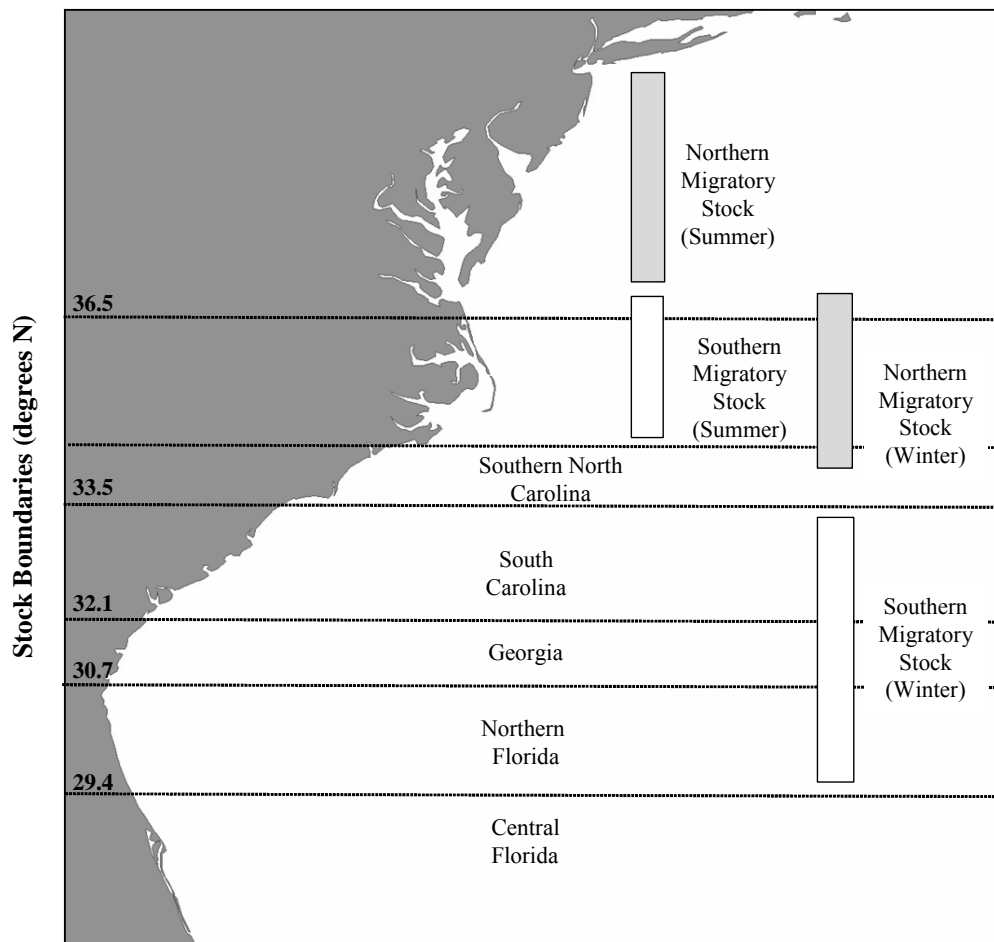 Stock Boundaries (degrees N)
Northern
Migratory
Stock
(Summer)
36.5
Southern
Migratory
Stock
(Summer)
Northern
Migratory
Stock
(Winter)
Southern North
Carolina
33.5
South
Carolina
32.1
Southern
Migratory
Stock
(Winter)
Georgia
30.7
Northern
Florida
29.4
Central
Florida